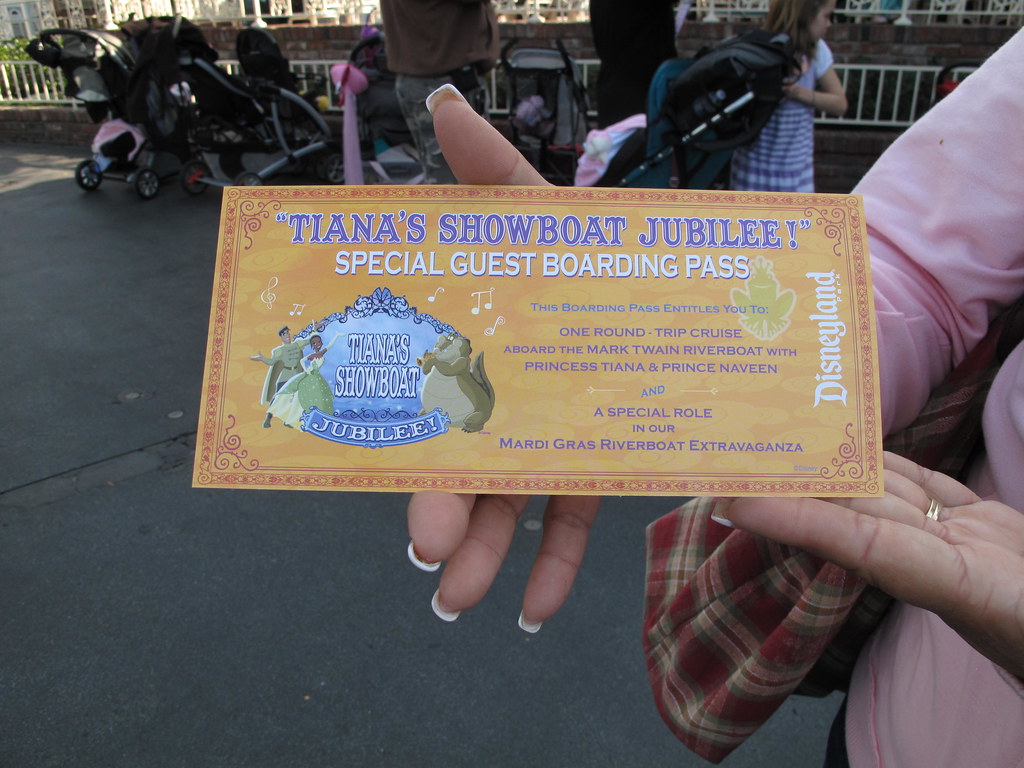 "TIANA'S SHOWBOAT JUBILEE!"
SPECIAL GUEST BOARDING PASS
THIS BOARDING PASS ENTITLES YOU TO:
ONE ROUND-TRIP CRUISE
ABOARD THE MARK TWAIN RIVERBOAT WITH
PRINCESS TIANA & PRINCE NAVEEN
AND
A SPECIAL ROLE
IN OUR
MARDI GRAS RIVERBOAT EXTRAVAGANZA
TIANA'S
SHOWBOAT
JUBILEE!
Disneyland
©Disney